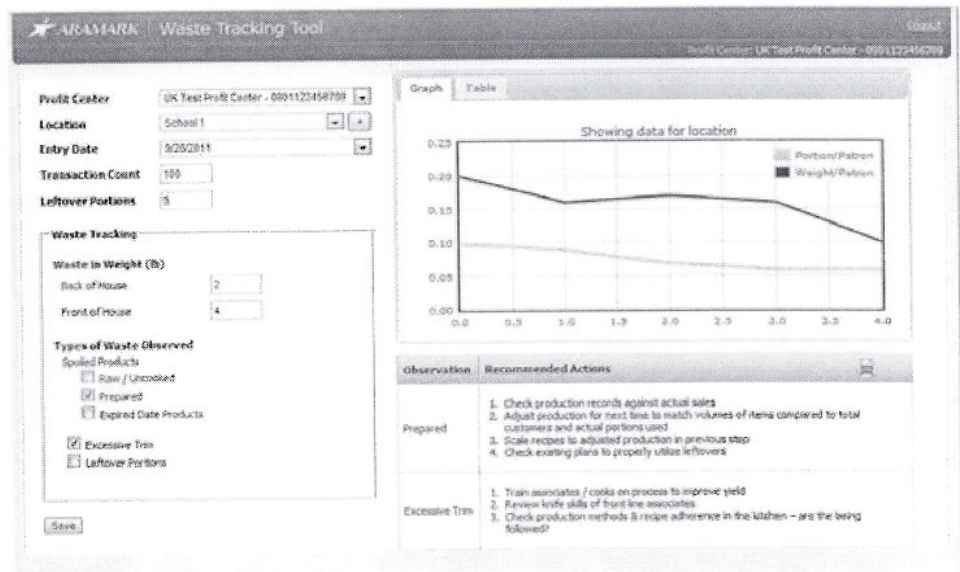 ARAMARK Waste Tracking Tool
Logout
Profit Center: UK Test Profit Center - 0901123456789
Profit Center UK Test Profit Center - 0901123456789
Location School 1
Entry Date 9/26/2011
Transaction Count 100
Leftover Portions 5
Waste Tracking
Waste in Weight (lb)
Back of House 2
Front of House 4
Types of Waste Observed
Spoiled Products
Raw / Uncooked
Prepared
Expired Date Products
Excessive Trim
Leftover Portions
Save
Graph Table
Showing data for location
Portion/Patron
Weight/Patron
0.25
0.20
0.15
0.10
0.05
0.00
0.0 0.5 1.0 1.5 2.0 2.5 3.0 3.5 4.0
Observation Recommended Actions
Prepared
1. Check production records against actual sales
2. Adjust production for next time to match volumes of items compared to total
customers and actual portions used
3. Scale recipes to adjusted production in previous step
4. Check existing plans to properly utilize leftovers
Excessive Trim
1. Train associates / cooks on process to improve yield
2. Review knife skills of front line associates
3. Check production methods & recipe adherence in the kitchen – are the being
followed?